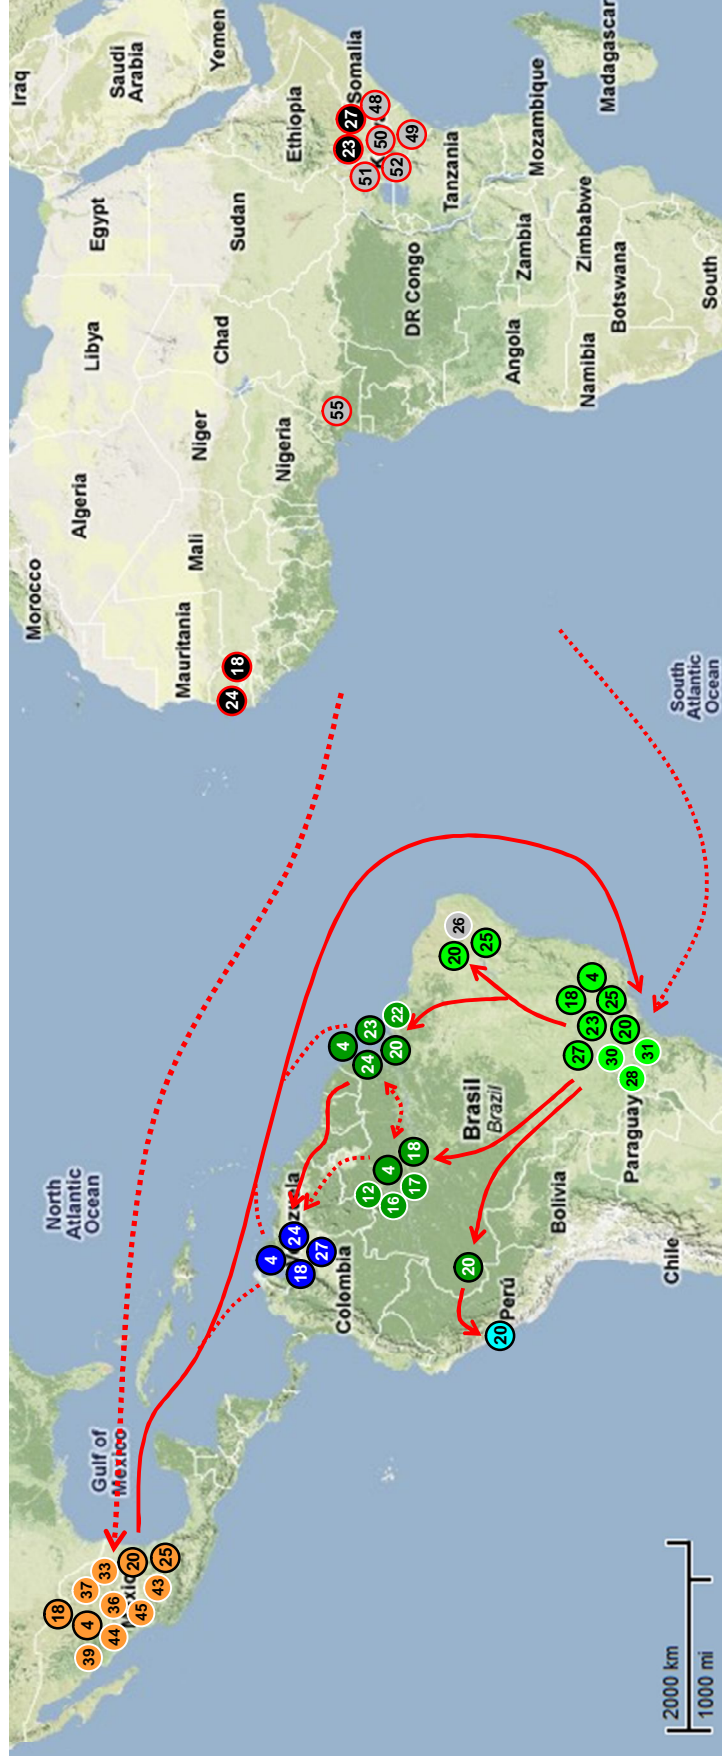 North
Atlantic
Ocean
Gulf of
Mexico
18
37
33
39
4
36
20
44
45
43
25
4
24
18
27
zuela
Colombia
4
23
24
20
22
12
4
18
16
17
20
20
Perú
Brasil
Brazil
Bolivia
Paraguay
Chile
20
26
25
18
4
27
23
25
30
20
28
31
South
Atlantic
Ocean
Morocco
Algeria
Libya
Egypt
Iraq
Saudi
Arabia
Yemen
Mauritania
Mali
Niger
Chad
Sudan
24
18
Nigeria
Ethiopia
Somalia
55
23
27
51
50
48
52
49
DR Congo
Tanzania
Angola
Zambia
Mozambique
Namibia
Zimbabwe
Botswana
Madagascar
South
2000 km
1000 mi